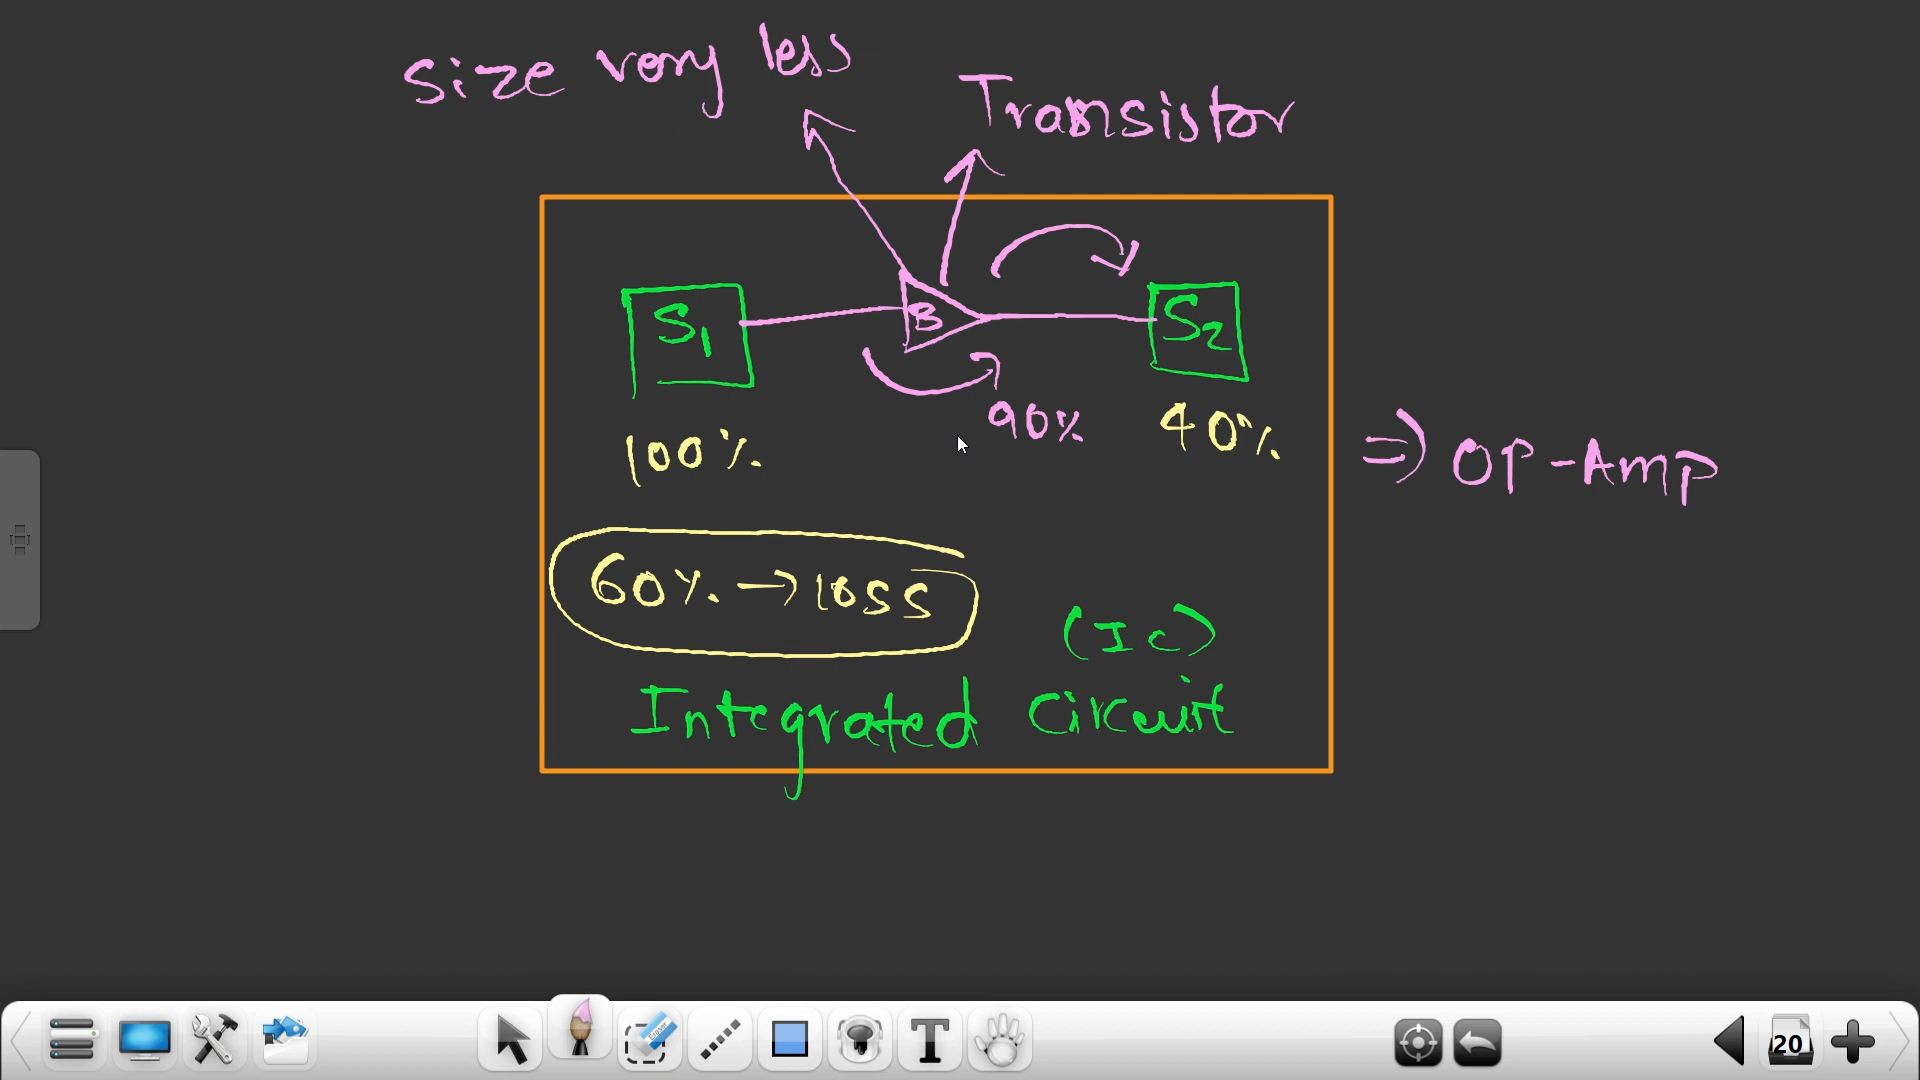 Size very less
Transistor
S1
B
S2
90%
40%
100%
⇒ OP-Amp
60% → loss
(IC)
Integrated Circuit
T
20